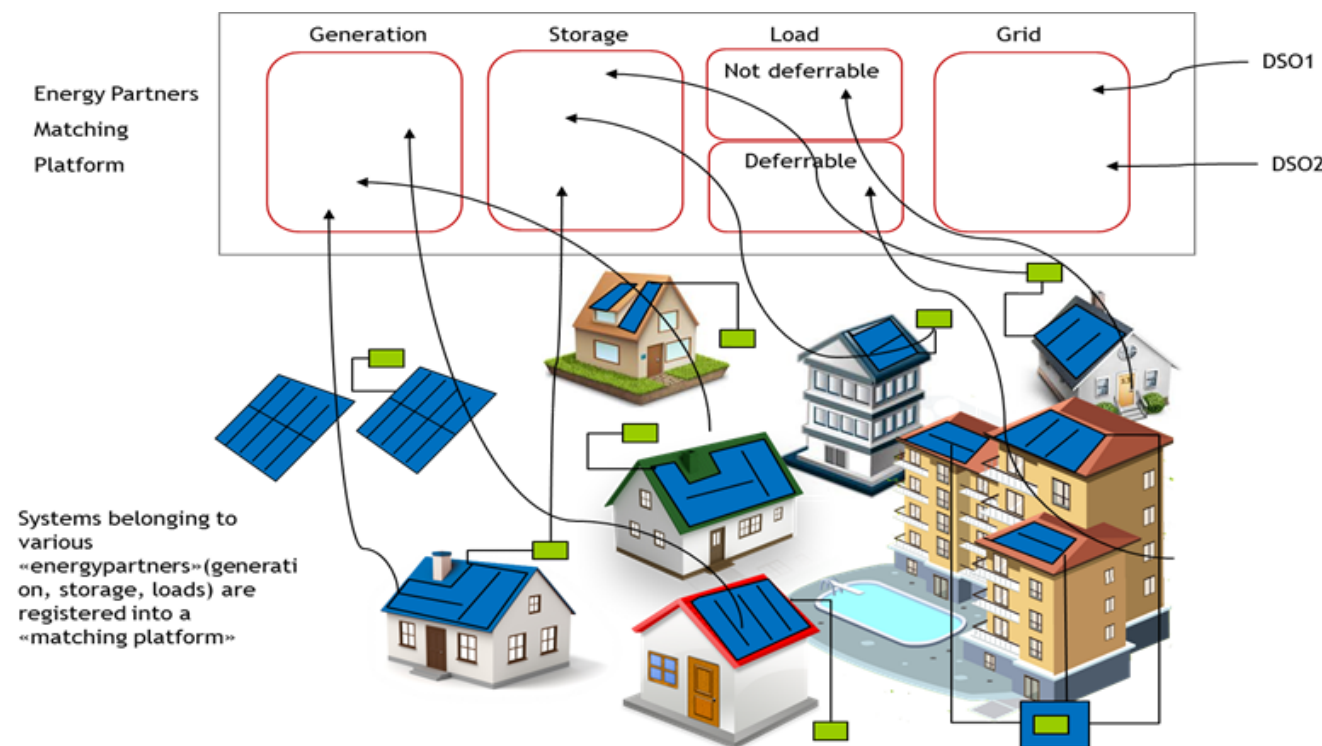 Generation
Storage
Load
Grid
Not deferrable
DSO1
Energy Partners
Matching
Platform
Deferrable
DSO2
Systems belonging to
various
«energypartners»(generati
on, storage, loads) are
registered into a
«matching platform»